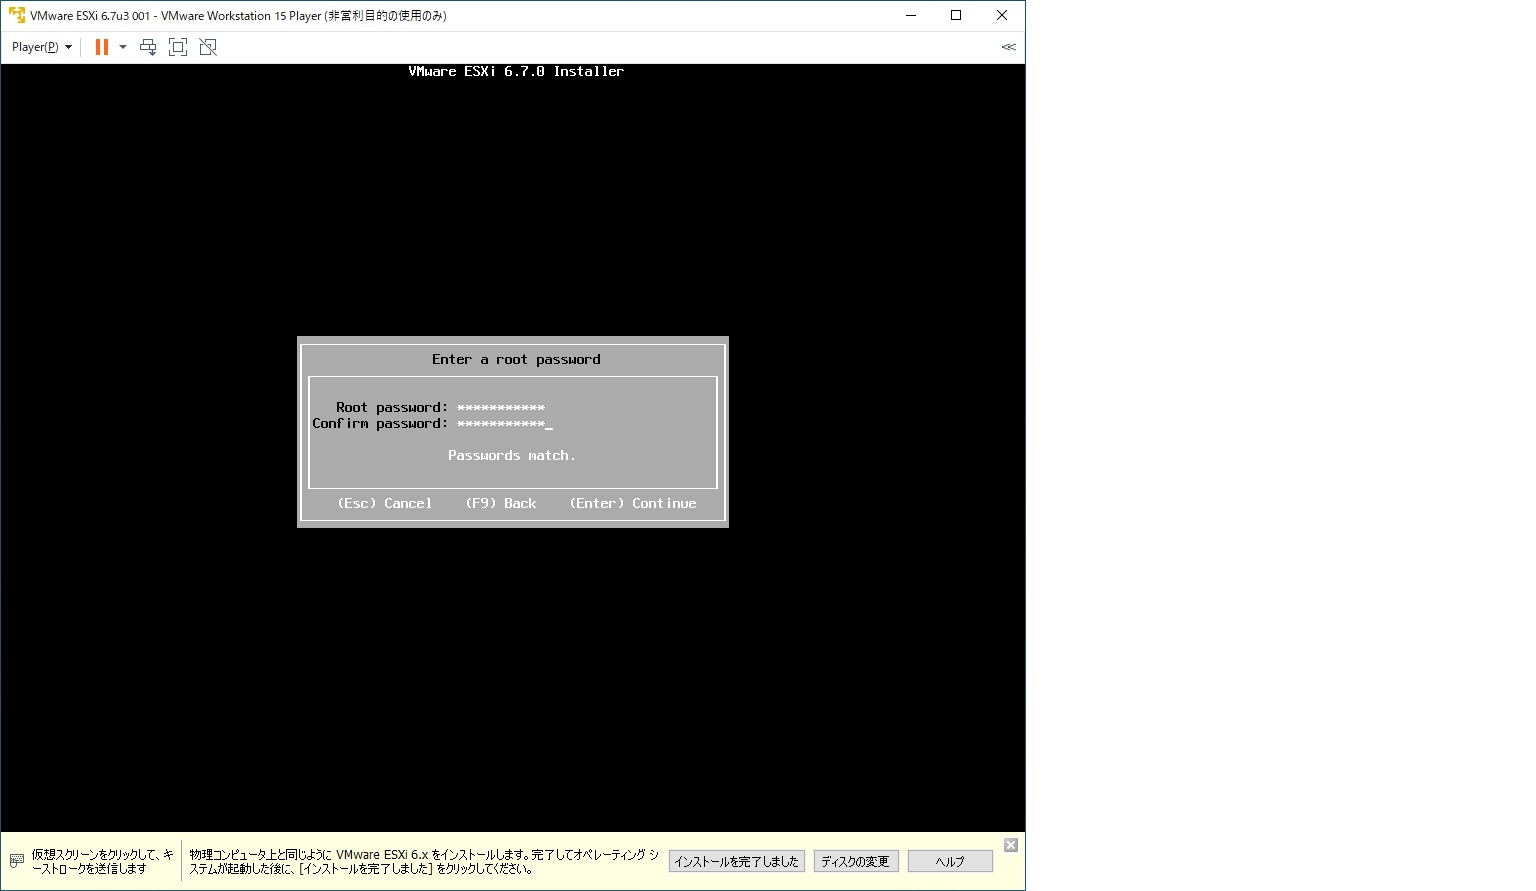 VMware ESXi 6.7u3 001 - VMware Workstation 15 Player (非営利目的の使用のみ)
Player(P)
VMware ESXi 6.7.0 Installer
Enter a root password
Root password: ***********
Confirm password: ***********_
Passwords match.
(Esc) Cancel (F9) Back (Enter) Continue
仮想スクリーンをクリックして、キ
ーストロークを送信します
物理コンピュータ上と同じように VMware ESXi 6.x をインストールします。完了してオペレーティング シ
ステムが起動した後に、[インストールを完了しました] をクリックしてください。
インストールを完了しました
ディスクの変更
ヘルプ